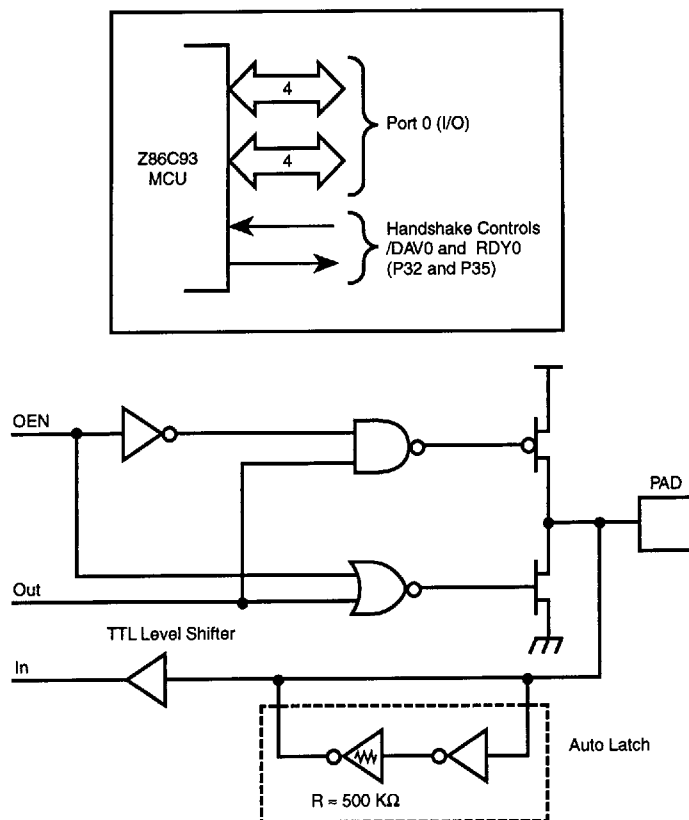 4
Port 0 (I/O)
Z86C93
MCU
4
Handshake Controls
/DAV0 and RDY0
(P32 and P35)
OEN
PAD
Out
TTL Level Shifter
In
Auto Latch
R ≈ 500 KΩ